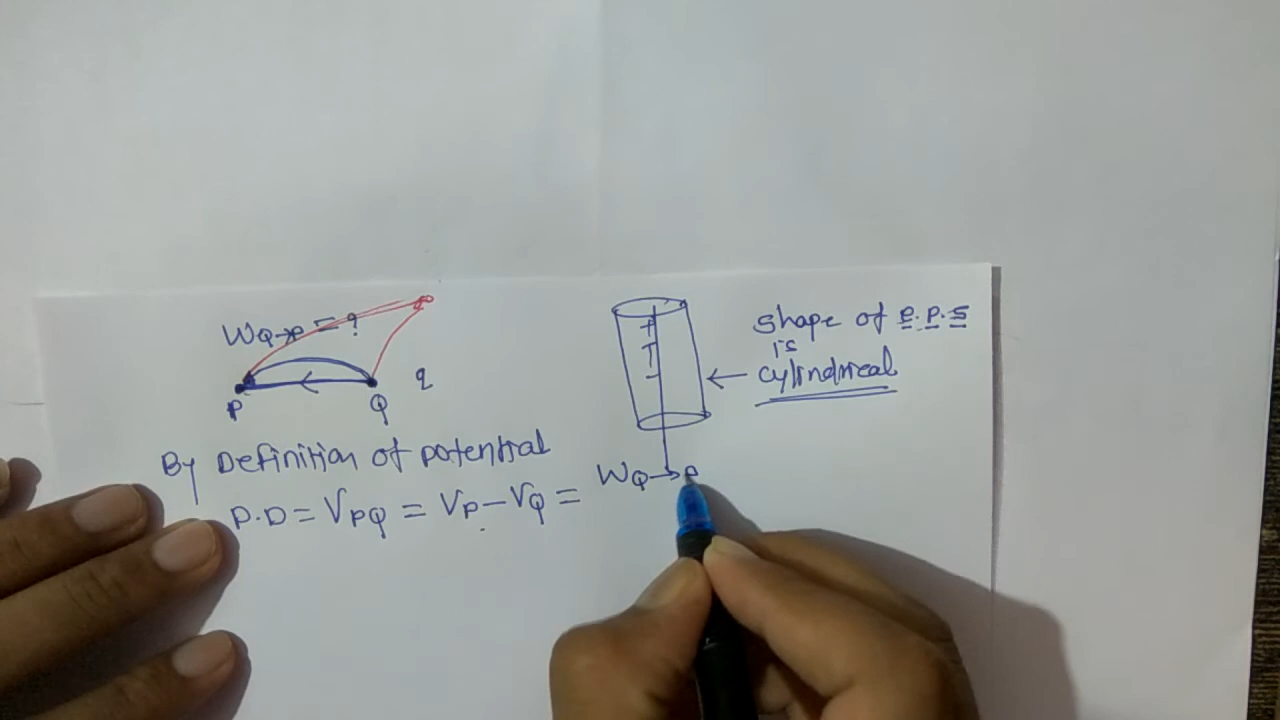 WQ→P = ?
P
Q
q
By Definition of potential
P.D = VPQ = VP – VQ = WQ→P
shape of e.p.s
is
cylindrical